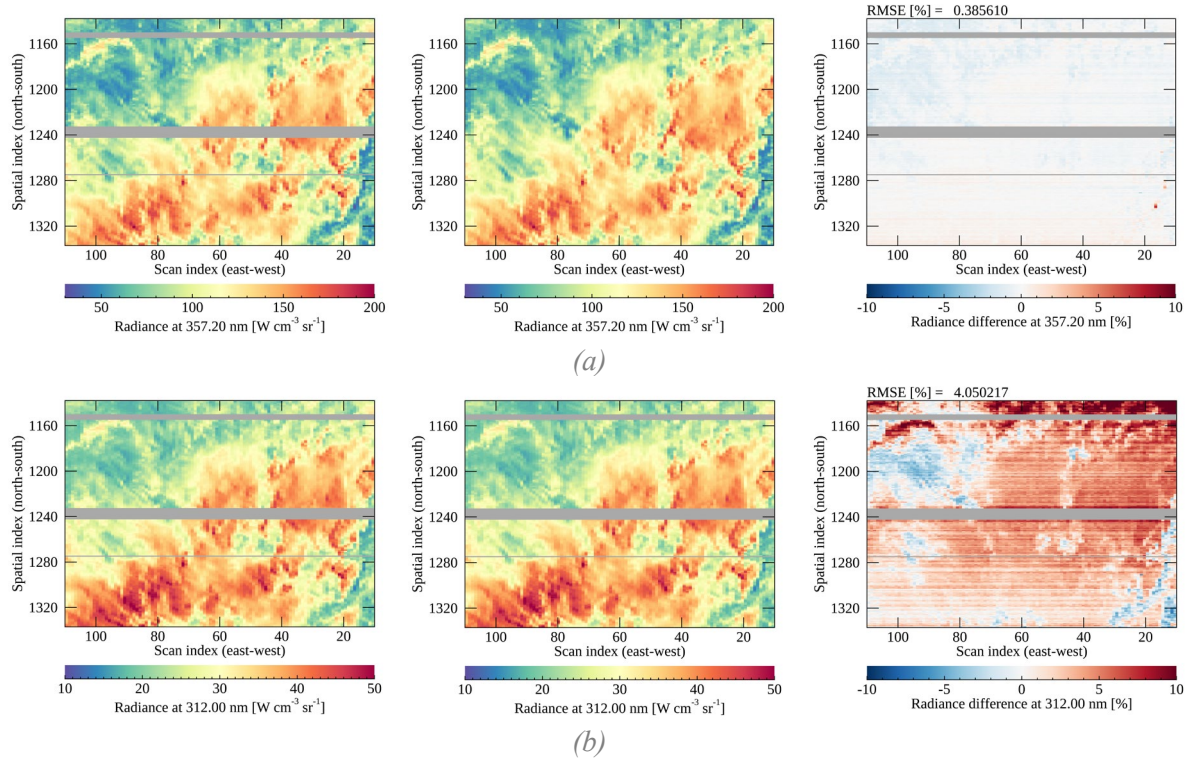 RMSE [%] = 0.385610
Spatial index (north-south)
1160
1200
1240
1280
1320
100 80 60 40 20
Scan index (east-west)
50 100 150 200
Radiance at 357.20 nm [W cm-3 sr-1]
Spatial index (north-south)
1160
1200
1240
1280
1320
100 80 60 40 20
Scan index (east-west)
50 100 150 200
Radiance at 357.20 nm [W cm-3 sr-1]
Spatial index (north-south)
1160
1200
1240
1280
1320
100 80 60 40 20
Scan index (east-west)
-10 -5 0 5 10
Radiance difference at 357.20 nm [%]
(a)
RMSE [%] = 4.050217
Spatial index (north-south)
1160
1200
1240
1280
1320
100 80 60 40 20
Scan index (east-west)
10 20 30 40 50
Radiance at 312.00 nm [W cm-3 sr-1]
Spatial index (north-south)
1160
1200
1240
1280
1320
100 80 60 40 20
Scan index (east-west)
10 20 30 40 50
Radiance at 312.00 nm [W cm-3 sr-1]
Spatial index (north-south)
1160
1200
1240
1280
1320
100 80 60 40 20
Scan index (east-west)
-10 -5 0 5 10
Radiance difference at 312.00 nm [%]
(b)